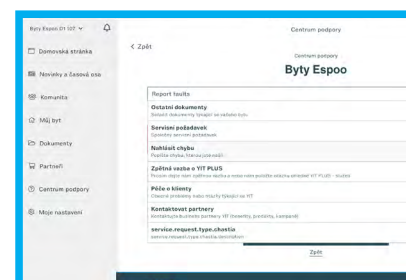 Byty Espoo D1 107
Centrum podpory
< Zpět
Domovská stránka
Centrum podpory
Byty Espoo
Novinky a časová osa
Komunita
Report faults
Ostatní dokumenty
Můj byt
Servisní požadavek
Dokumenty
Nahlásit chybu
Partneři
Zpětná vazba o YIT PLUS
Centrum podpory
Péče o klienty
Moje nastavení
Kontaktovat partnery
service.request.type.chastia
Zpět